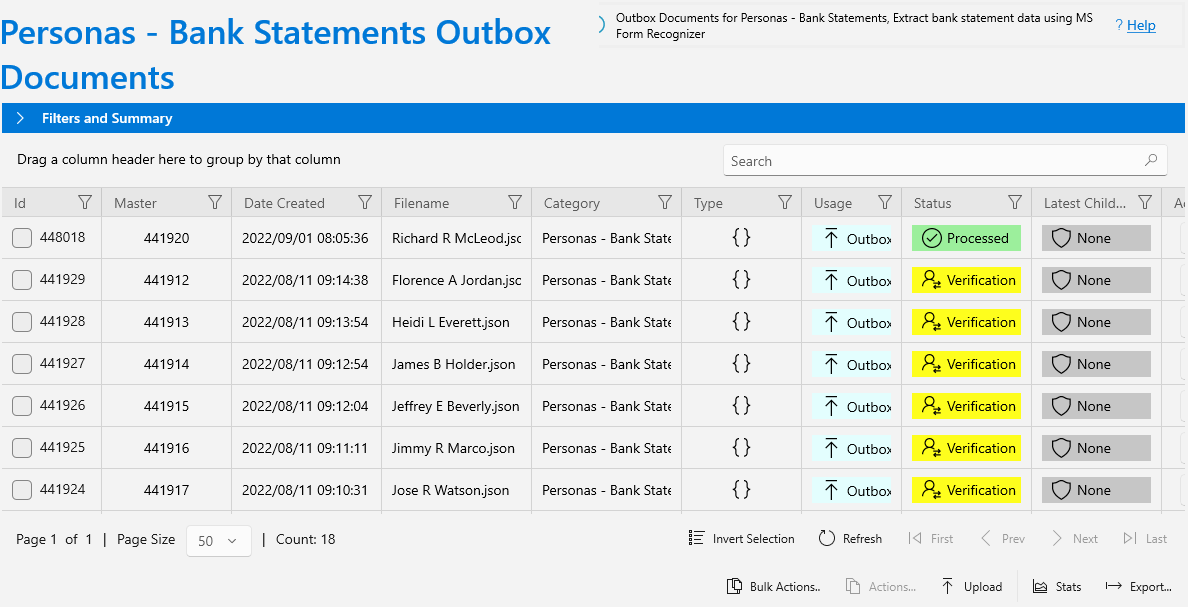 Personas - Bank Statements Outbox
Documents
Outbox Documents for Personas - Bank Statements, Extract bank statement data using MS
Form Recognizer
? Help
Filters and Summary
Drag a column header here to group by that column
Search
Id Master Date Created Filename Category Type Usage Status Latest Child... Ac
448018 441920 2022/09/01 08:05:36 Richard R McLeod.jsc Personas - Bank State {} Outbox Processed None
441929 441912 2022/08/11 09:14:38 Florence A Jordan.jsc Personas - Bank State {} Outbox Verification None
441928 441913 2022/08/11 09:13:54 Heidi L Everett.json Personas - Bank State {} Outbox Verification None
441927 441914 2022/08/11 09:12:54 James B Holder.json Personas - Bank State {} Outbox Verification None
441926 441915 2022/08/11 09:12:04 Jeffrey E Beverly.json Personas - Bank State {} Outbox Verification None
441925 441916 2022/08/11 09:11:11 Jimmy R Marco.json Personas - Bank State {} Outbox Verification None
441924 441917 2022/08/11 09:10:31 Jose R Watson.json Personas - Bank State {} Outbox Verification None
Page 1 of 1 | Page Size 50 | Count: 18
Invert Selection Refresh First Prev Next Last
Bulk Actions.. Actions... Upload Stats Export...